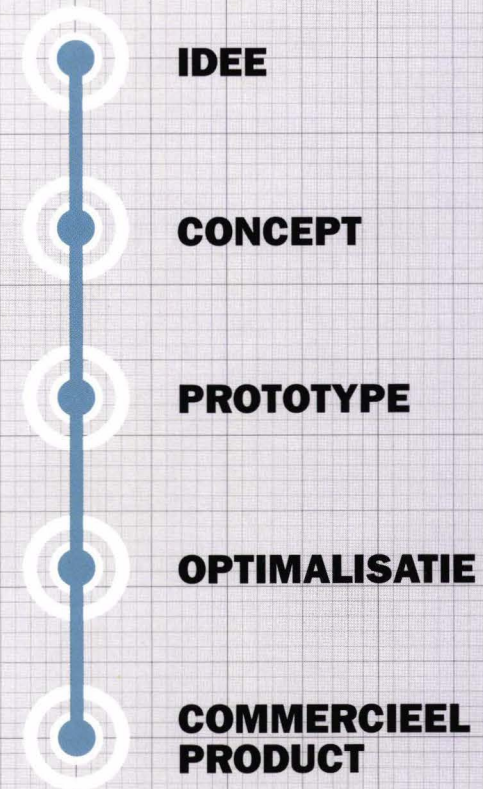 IDEE
CONCEPT
PROTOTYPE
OPTIMALISATIE
COMMERCIEEL
PRODUCT